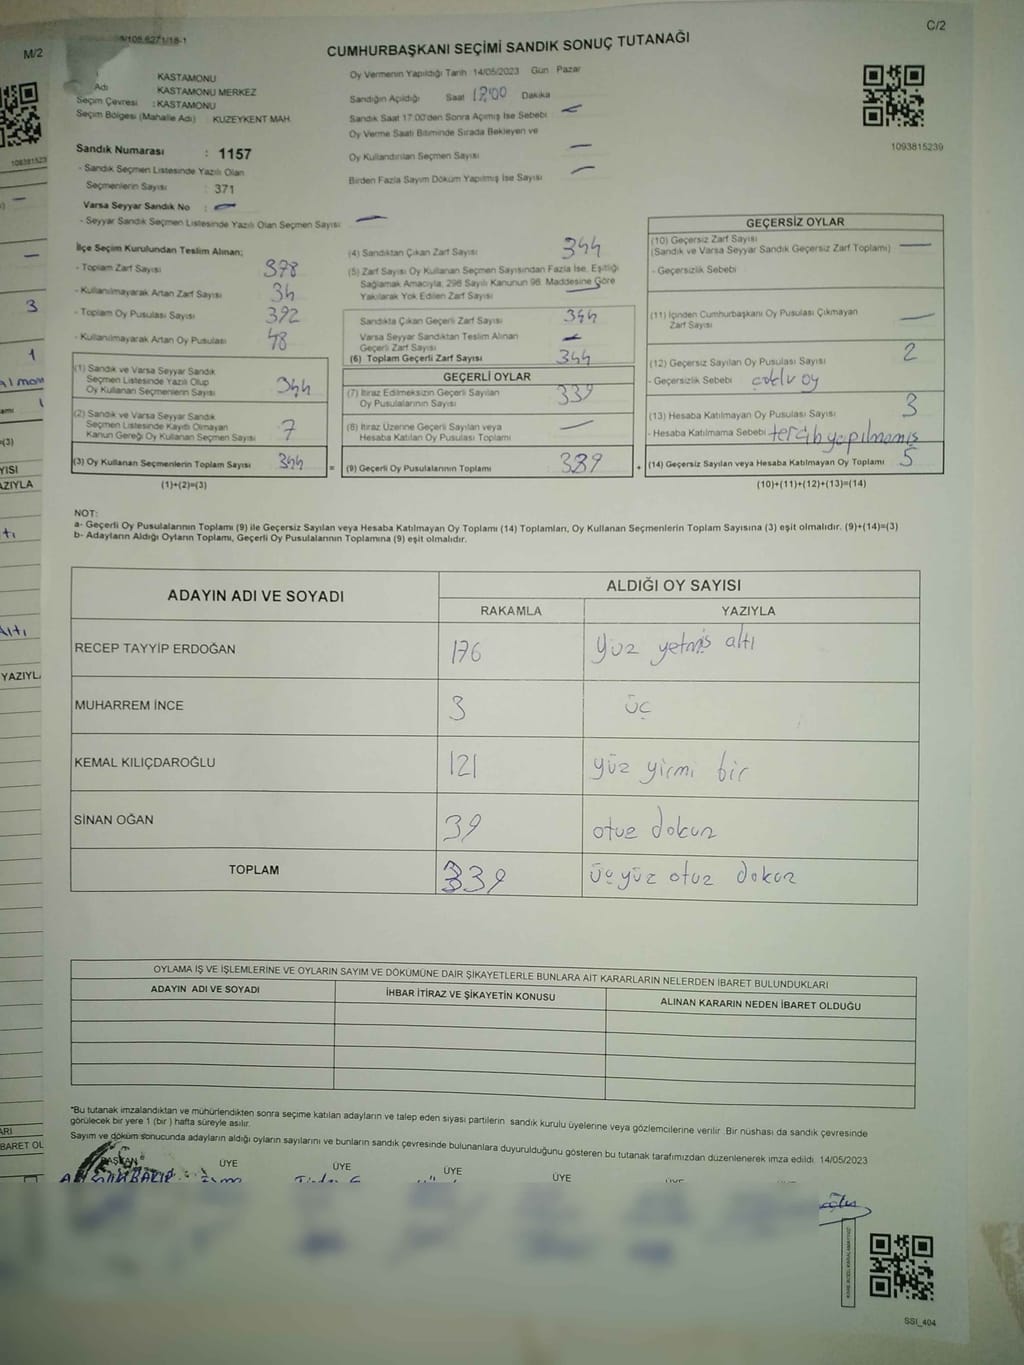 M/2
C/2
CUMHURBAŞKANI SEÇİMİ SANDIK SONUÇ TUTANAĞI
KASTAMONU
Adı KASTAMONU MERKEZ
Seçim Çevresi : KASTAMONU
Seçim Bölgesi (Mahalle Adı) KUZEYKENT MAH.
Oy Vermenin Yapıldığı Tarih 14/05/2023 Gün Pazar
Sandığın Açıldığı Saat Dakika
Sandık Saat 17:00'den Sonra Açımış İse Sebebi
Oy Verme Saati Bitiminde Sırada Bekleyen ve
Oy Kullandırılan Seçmen Sayısı
Birden Fazla Sayım Döküm Yapılmış İse Sayısı
1093815239
Sandık Numarası : 1157
- Sandık Seçmen Listesinde Yazılı Olan
Seçmenlerin Sayısı : 371
Varsa Seyyar Sandık No :
- Seyyar Sandık Seçmen Listesinde Yazılı Olan Seçmen Sayısı
İlçe Seçim Kurulundan Teslim Alınan;
- Toplam Zarf Sayısı 378
- Kullanılmayarak Artan Zarf Sayısı 34
- Toplam Oy Pusulası Sayısı 392
- Kullanılmayarak Artan Oy Pusulası 48
(1) Sandık ve Varsa Seyyar Sandık
Seçmen Listesinde Yazılı Olup
Oy Kullanan Seçmenlerin Sayısı 344
(2) Sandık ve Varsa Seyyar Sandık
Seçmen Listesinde Kaydı Olmayan
Kanun Gereği Oy Kullanan Seçmen Sayısı 7
(3) Oy Kullanan Seçmenlerin Toplam Sayısı 344 =
(1)+(2)=(3)
(4) Sandıktan Çıkan Zarf Sayısı 344
(5) Zarf Sayısı Oy Kullanan Seçmen Sayısından Fazla İse, Eşitliği
Sağlamak Amacıyla, 298 Sayılı Kanunun 98. Maddesine Göre
Yakılarak Yok Edilen Zarf Sayısı
Sandıkta Çıkan Geçerli Zarf Sayısı 344
Varsa Seyyar Sandıktan Teslim Alınan
Geçerli Zarf Sayısı
(6) Toplam Geçerli Zarf Sayısı 344
GEÇERLİ OYLAR
(7) İtiraz Edilmeksizin Geçerli Sayılan
Oy Pusulalarının Sayısı 339
(8) İtiraz Üzerine Geçerli Sayılan veya
Hesaba Katılan Oy Pusulası Toplamı
(9) Geçerli Oy Pusulalarının Toplamı 339 +
GEÇERSİZ OYLAR
(10) Geçersiz Zarf Sayısı
(Sandık ve Varsa Seyyar Sandık Geçersiz Zarf Toplamı)
- Geçersizlik Sebebi
(11) İçinden Cumhurbaşkanı Oy Pusulası Çıkmayan
Zarf Sayısı
(12) Geçersiz Sayılan Oy Pusulası Sayısı 2
- Geçersizlik Sebebi oy
(13) Hesaba Katılmayan Oy Pusulası Sayısı 3
- Hesaba Katılmama Sebebi tercih yapılmamış
(14) Geçersiz Sayılan veya Hesaba Katılmayan Oy Toplamı 5
(10)+(11)+(12)+(13)=(14)
NOT:
a- Geçerli Oy Pusulalarının Toplamı (9) ile Geçersiz Sayılan veya Hesaba Katılmayan Oy Toplamı (14) Toplamları, Oy Kullanan Seçmenlerin Toplam Sayısına (3) eşit olmalıdır. (9)+(14)=(3)
b- Adayların Aldığı Oyların Toplamı, Geçerli Oy Pusulalarının Toplamına (9) eşit olmalıdır.
ADAYIN ADI VE SOYADI
ALDIĞI OY SAYISI
RAKAMLA YAZIYLA
RECEP TAYYİP ERDOĞAN 176 yüz yetmiş altı
MUHARREM İNCE 3 üç
KEMAL KILIÇDAROĞLU 121 yüz yirmi bir
SİNAN OĞAN 39 otuz dokuz
TOPLAM 339 üçyüz otuz dokuz
OYLAMA İŞ VE İŞLEMLERİNE VE OYLARIN SAYIM VE DÖKÜMÜNE DAİR ŞİKAYETLERLE BUNLARA AİT KARARLARIN NELERDEN İBARET BULUNDUKLARI
ADAYIN ADI VE SOYADI İHBAR İTİRAZ VE ŞİKAYETİN KONUSU ALINAN KARARIN NEDEN İBARET OLDUĞU
"Bu tutanak imzalandıktan ve mühürlendikten sonra seçime katılan adayların ve talep eden siyasi partilerin sandık kurulu üyelerine veya gözlemcilerine verilir. Bir nüshası da sandık çevresinde
görülecek bir yere 1 (bir ) hafta süreyle asılır.
Sayım ve döküm sonucunda adayların aldığı oyların sayılarını ve bunların sandık çevresinde bulunanlara duyurulduğunu gösteren bu tutanak tarafımızdan düzenlenerek imza edildi. 14/05/2023
BAŞKAN ÜYE ÜYE ÜYE ÜYE
SSI_404